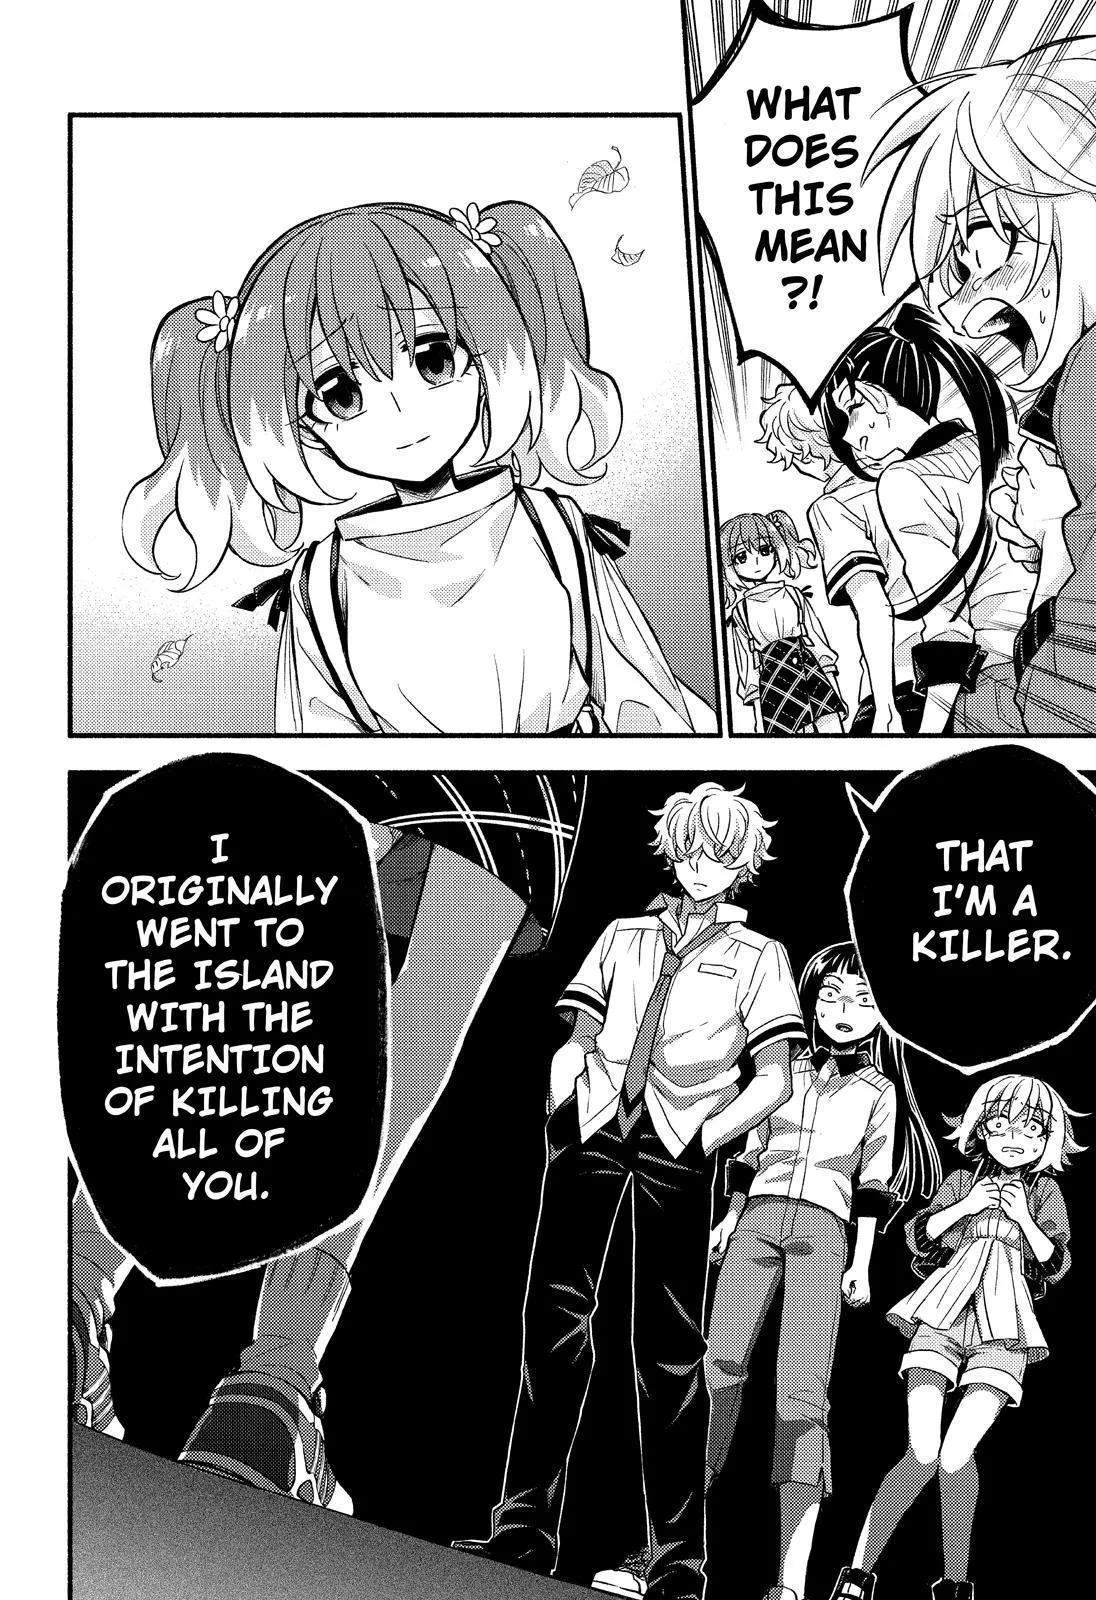 WHAT
DOES
THIS
MEAN
?!
THAT
I'M A
KILLER.
I
ORIGINALLY
WENT TO
THE ISLAND
WITH THE
INTENTION
OF KILLING
ALL OF
YOU.